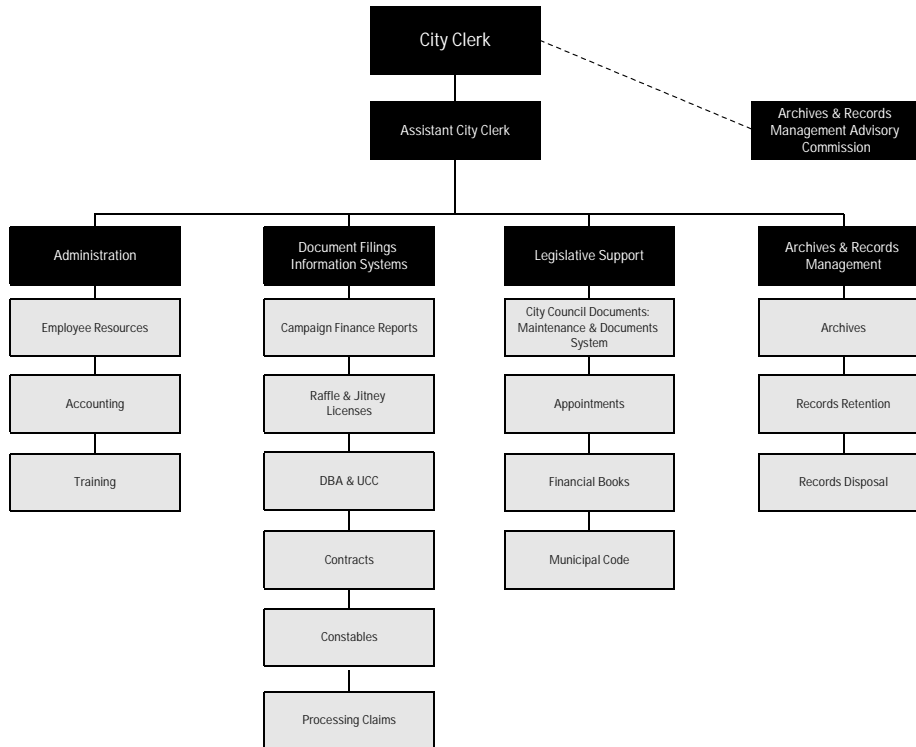 City Clerk
Assistant City Clerk
Archives & Records
Management Advisory
Commission
Administration
Document Filings
Information Systems
Legislative Support
Archives & Records
Management
Employee Resources
Campaign Finance Reports
City Council Documents:
Maintenance & Documents
System
Archives
Accounting
Raffle & Jitney
Licenses
Appointments
Records Retention
Training
DBA & UCC
Financial Books
Records Disposal
Contracts
Municipal Code
Constables
Processing Claims